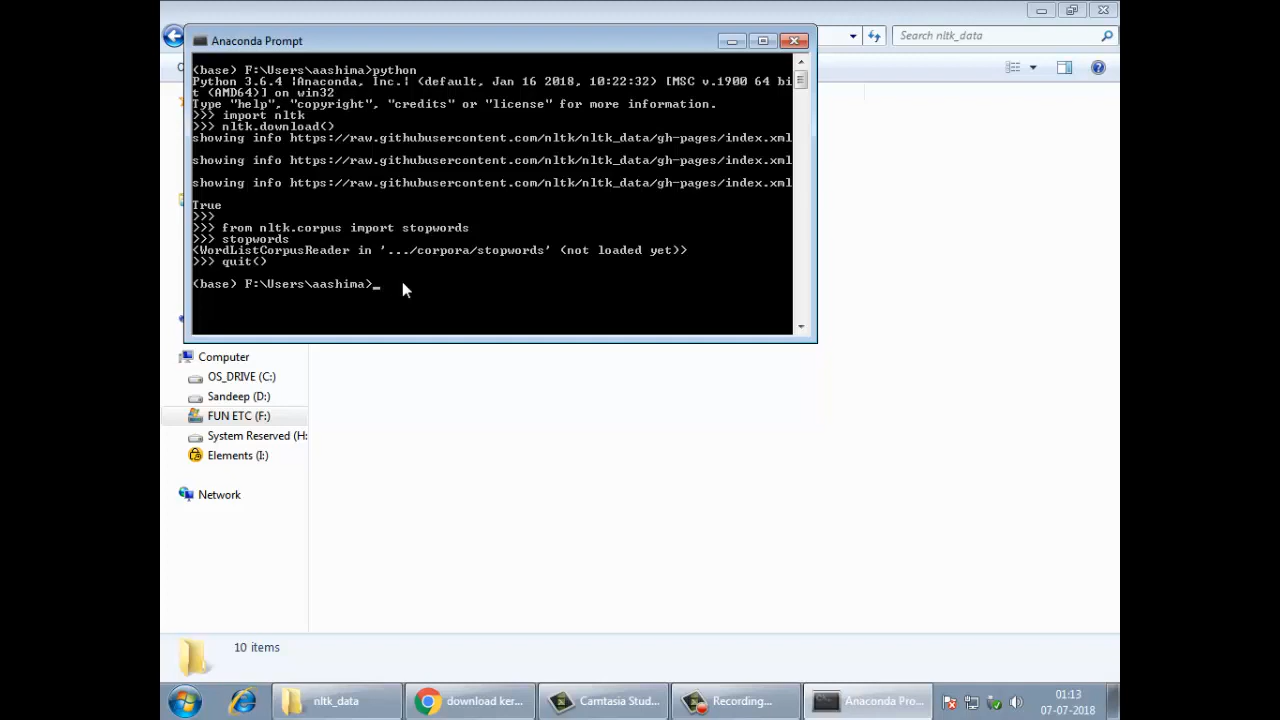 Search nltk_data
Anaconda Prompt
(base) F:\Users\aashima>python
Python 3.6.4 |Anaconda, Inc.| (default, Jan 16 2018, 10:22:32) [MSC v.1900 64 bi
t (AMD64)] on win32
Type "help", "copyright", "credits" or "license" for more information.
>>> import nltk
>>> nltk.download()
showing info https://raw.githubusercontent.com/nltk/nltk_data/gh-pages/index.xml
showing info https://raw.githubusercontent.com/nltk/nltk_data/gh-pages/index.xml
showing info https://raw.githubusercontent.com/nltk/nltk_data/gh-pages/index.xml
True
>>>
>>> from nltk.corpus import stopwords
>>> stopwords
<WordListCorpusReader in '.../corpora/stopwords' (not loaded yet)>
>>> quit()
(base) F:\Users\aashima>_
Computer
OS_DRIVE (C:)
Sandeep (D:)
FUN ETC (F:)
System Reserved (H:
Elements (I:)
Network
10 items
nltk_data
download ker...
Camtasia Stud...
Recording...
Anaconda Pro...
01:13
07-07-2018